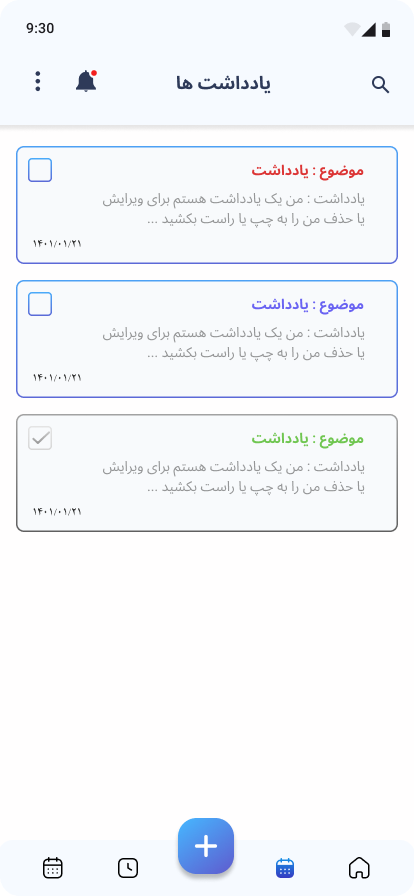 9:30
یادداشت ها
موضوع : یادداشت
یادداشت : من یک یادداشت هستم برای ویرایش
یا حذف من را به چپ یا راست بکشید ...
۱۴۰۱/۰۱/۲۱
موضوع : یادداشت
یادداشت : من یک یادداشت هستم برای ویرایش
یا حذف من را به چپ یا راست بکشید ...
۱۴۰۱/۰۱/۲۱
موضوع : یادداشت
یادداشت : من یک یادداشت هستم برای ویرایش
یا حذف من را به چپ یا راست بکشید ...
۱۴۰۱/۰۱/۲۱